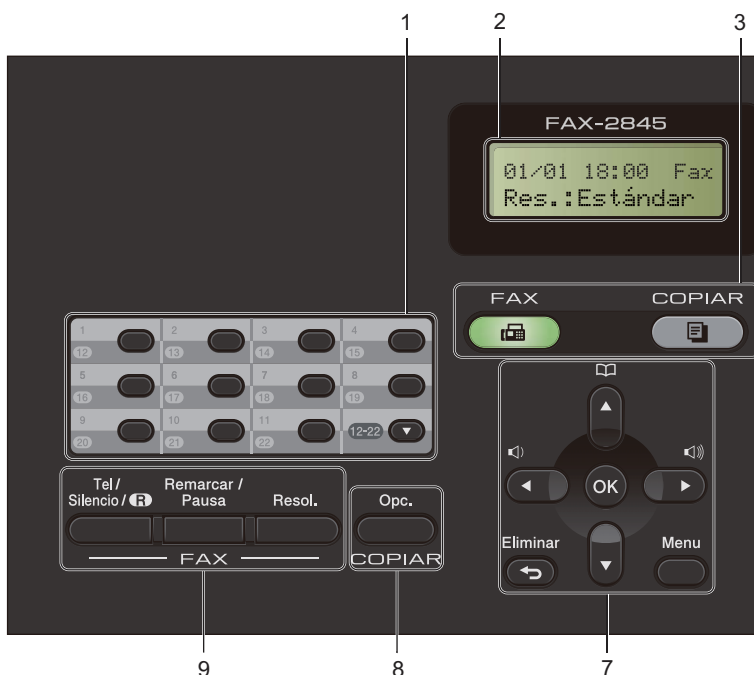 1 2 3
FAX-2845
01/01 18:00 Fax
Res.:Estándar
FAX COPIAR
1 2 3 4
12 13 14 15
5 6 7 8
16 17 18 19
9 10 11 12-22
20 21 22
Tel / Silencio / R
Remarcar / Pausa
Resol.
Opc.
FAX
COPIAR
OK
Eliminar Menu
9 8 7